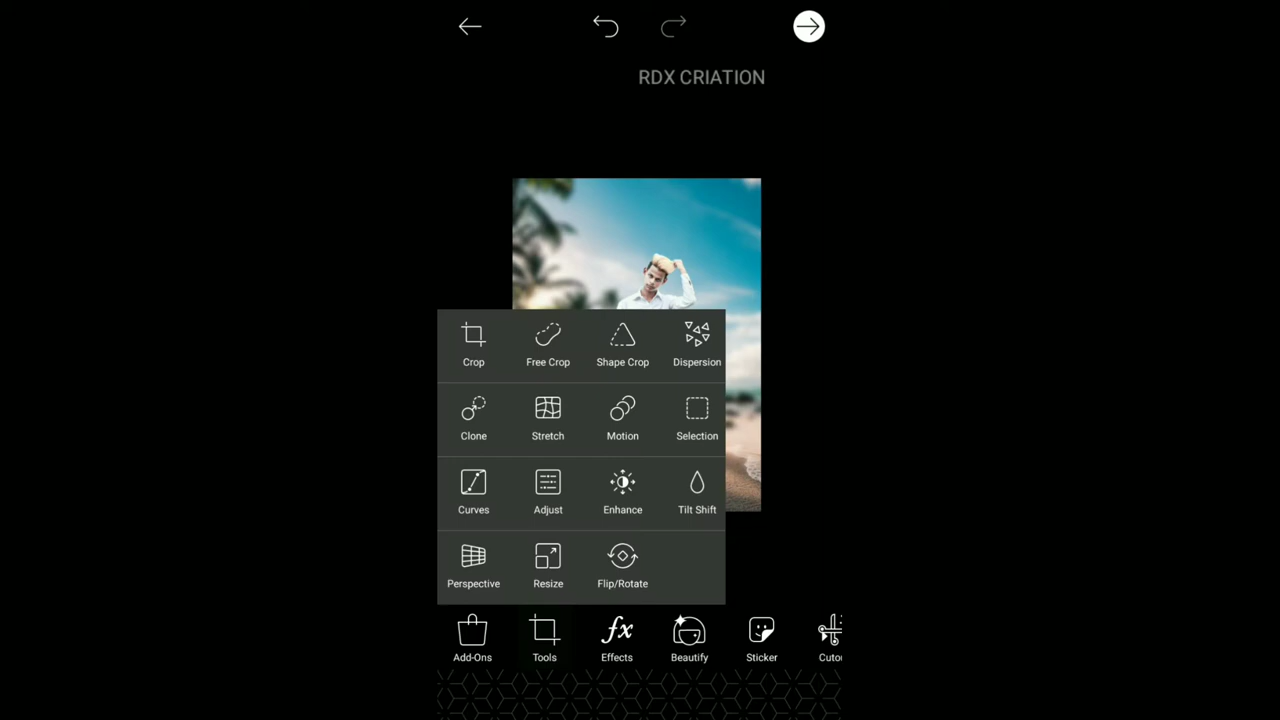 RDX CRIATION
Crop Free Crop Shape Crop Dispersion
Clone Stretch Motion Selection
Curves Adjust Enhance Tilt Shift
Perspective Resize Flip/Rotate
Add-Ons Tools Effects Beautify Sticker